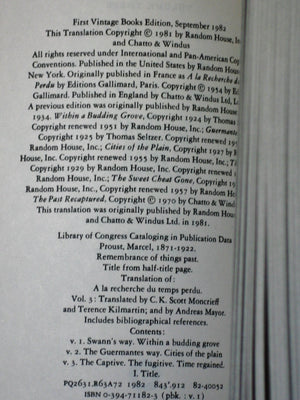 First Vintage Books Edition, September 1982
This Translation Copyright © 1981 by Random House, In
and Chatto & Windus
All rights reserved under International and Pan-American Cop
Conventions. Published in the United States by Random House
New York. Originally published in France as A la Recherche d
Perdu by Editions Gallimard, Paris. Copyright © 1954 by Ed
Gallimard. Published in England by Chatto & Windus Ltd, L
A previous edition was originally published by Random House
1934. Within a Budding Grove, Copyright 1924 by Thomas
Copyright renewed 1951 by Random House, Inc.; Guermante
Copyright 1925 by Thomas Seltzer. Copyright renewed 195
Random House, Inc.; Cities of the Plain, Copyright 1927 by
House, Inc. Copyright renewed 1955 by Random House, Inc.; T
Copyright 1929 by Random House, Inc. Copyright renewed
Random House, Inc.; The Sweet Cheat Gone, Copyright 19
Random House, Inc., Copyright renewed 1957 by Random H
The Past Recaptured, Copyright © 1970 by Chatto & Wind
This translation was originally published by Random Hous
and Chatto & Windus Ltd. in 1981.
Library of Congress Cataloging in Publication Data
Proust, Marcel, 1871-1922.
Remembrance of things past.
Title from half-title page.
Translation of:
A la recherche du temps perdu.
Vol. 3: Translated by C.K. Scott Moncrieff
and Terence Kilmartin; and by Andreas Mayor.
Includes bibliographical references.
Contents:
v. 1. Swann's way. Within a budding grove
v. 2. The Guermantes way. Cities of the plain
v. 3. The Captive. The fugitive. Time regained.
I. Title.
PQ2631.R63A72 1982 843'.912 82-40052
ISBN 0-394-71182-3 (pbk. : v. 1)